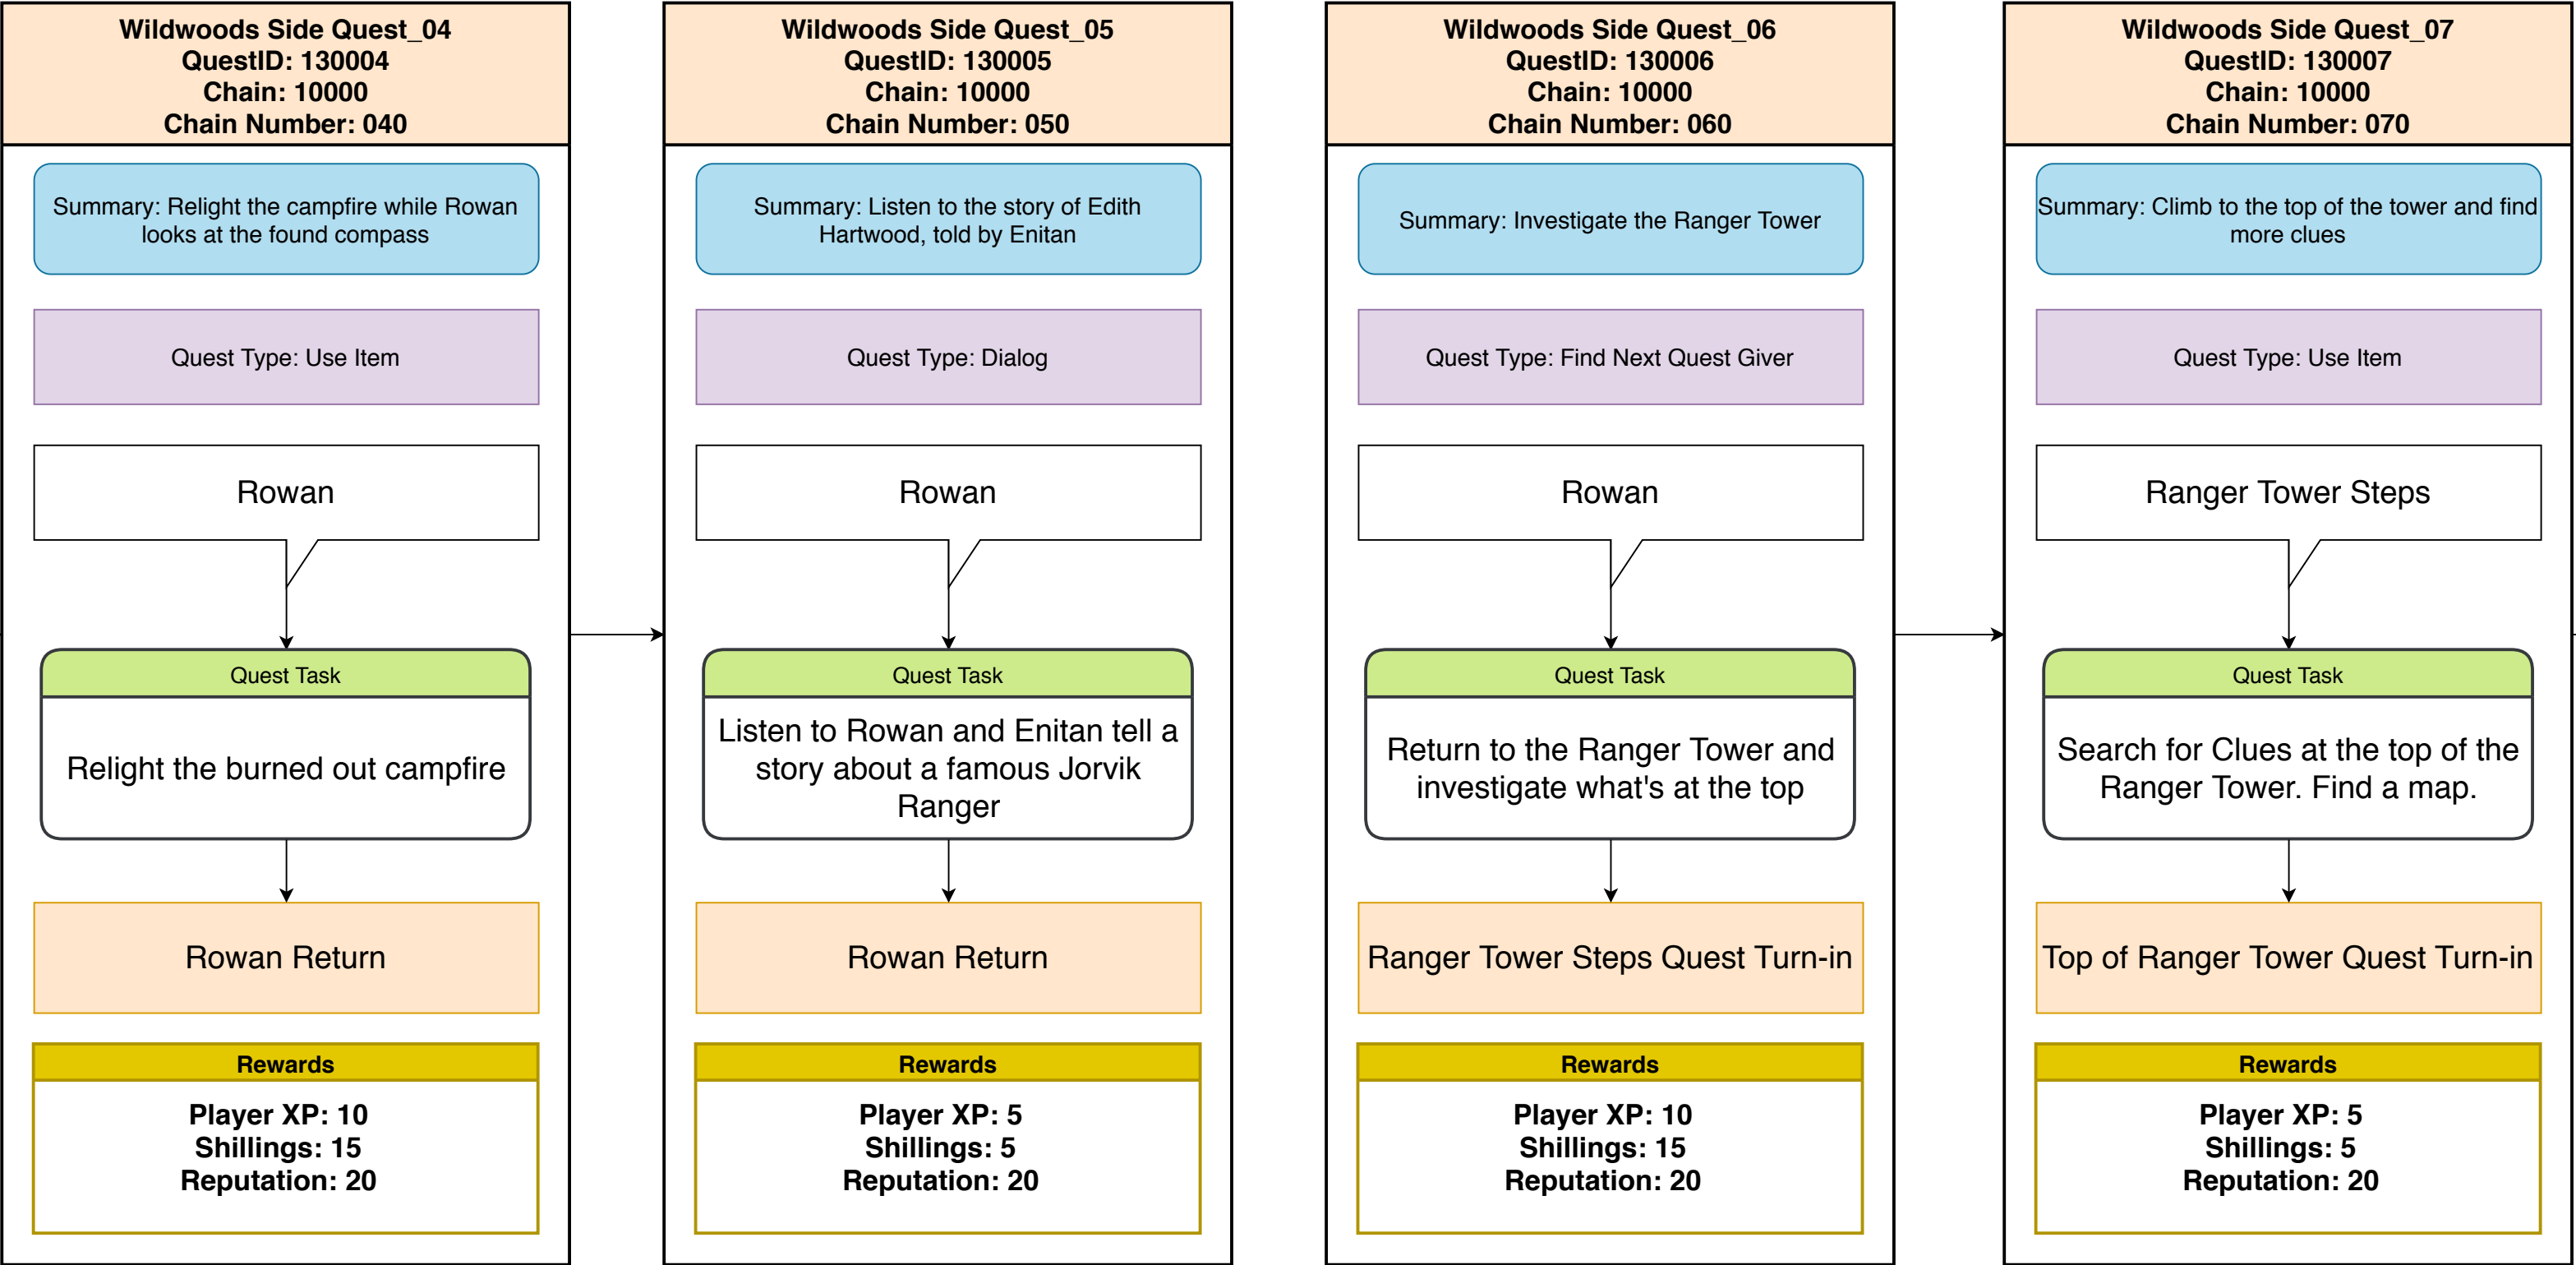 Wildwoods Side Quest_04
QuestID: 130004
Chain: 10000
Chain Number: 040
Summary: Relight the campfire while Rowan
looks at the found compass
Quest Type: Use Item
Rowan
Quest Task
Relight the burned out campfire
Rowan Return
Rewards
Player XP: 10
Shillings: 15
Reputation: 20
Wildwoods Side Quest_05
QuestID: 130005
Chain: 10000
Chain Number: 050
Summary: Listen to the story of Edith
Hartwood, told by Enitan
Quest Type: Dialog
Rowan
Quest Task
Listen to Rowan and Enitan tell a
story about a famous Jorvik
Ranger
Rowan Return
Rewards
Player XP: 5
Shillings: 5
Reputation: 20
Wildwoods Side Quest_06
QuestID: 130006
Chain: 10000
Chain Number: 060
Summary: Investigate the Ranger Tower
Quest Type: Find Next Quest Giver
Rowan
Quest Task
Return to the Ranger Tower and
investigate what's at the top
Ranger Tower Steps Quest Turn-in
Rewards
Player XP: 10
Shillings: 15
Reputation: 20
Wildwoods Side Quest_07
QuestID: 130007
Chain: 10000
Chain Number: 070
Summary: Climb to the top of the tower and find
more clues
Quest Type: Use Item
Ranger Tower Steps
Quest Task
Search for Clues at the top of the
Ranger Tower. Find a map.
Top of Ranger Tower Quest Turn-in
Rewards
Player XP: 5
Shillings: 5
Reputation: 20